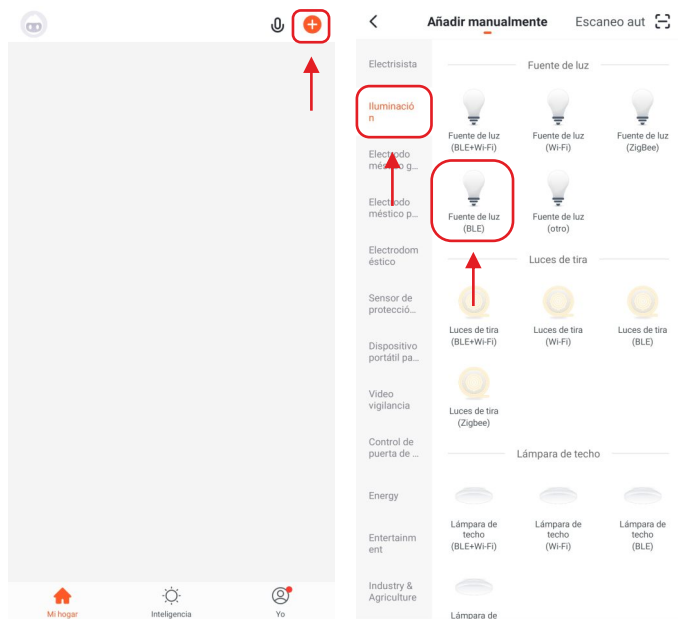 Mi hogar
Inteligencia
Yo
Añadir manualmente
Escaneo aut
Electrisista
Iluminació
n
Electrodo
méstico g...
Electrodo
méstico p...
Electrodom
éstico
Sensor de
protecció...
Dispositivo
portátil pa...
Video
vigilancia
Control de
puerta de ...
Energy
Entertainm
ent
Industry &
Agriculture
Fuente de luz
Fuente de luz
(BLE+Wi-Fi)
Fuente de luz
(Wi-Fi)
Fuente de luz
(ZigBee)
Fuente de luz
(BLE)
Fuente de luz
(otro)
Luces de tira
Luces de tira
(BLE+Wi-Fi)
Luces de tira
(Wi-Fi)
Luces de tira
(BLE)
Luces de tira
(Zigbee)
Lámpara de techo
Lámpara de
techo
(BLE+Wi-Fi)
Lámpara de
techo
(Wi-Fi)
Lámpara de
techo
(BLE)
Lámpara de